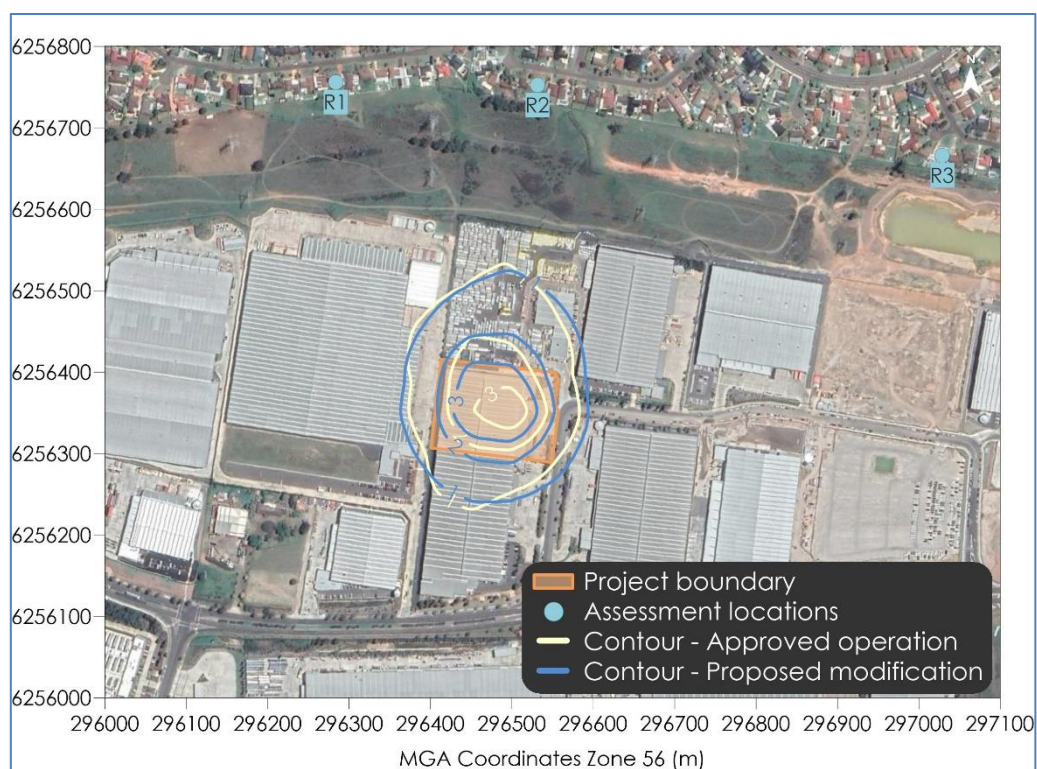 6256800
6256700
6256600
6256500
6256400
6256300
6256200
6256100
6256000
N
R1
R2
R3
1
2
3
3
1
Project boundary
Assessment locations
Contour - Approved operation
Contour - Proposed modification
296000 296100 296200 296300 296400 296500 296600 296700 296800 296900 297000 297100
MGA Coordinates Zone 56 (m)